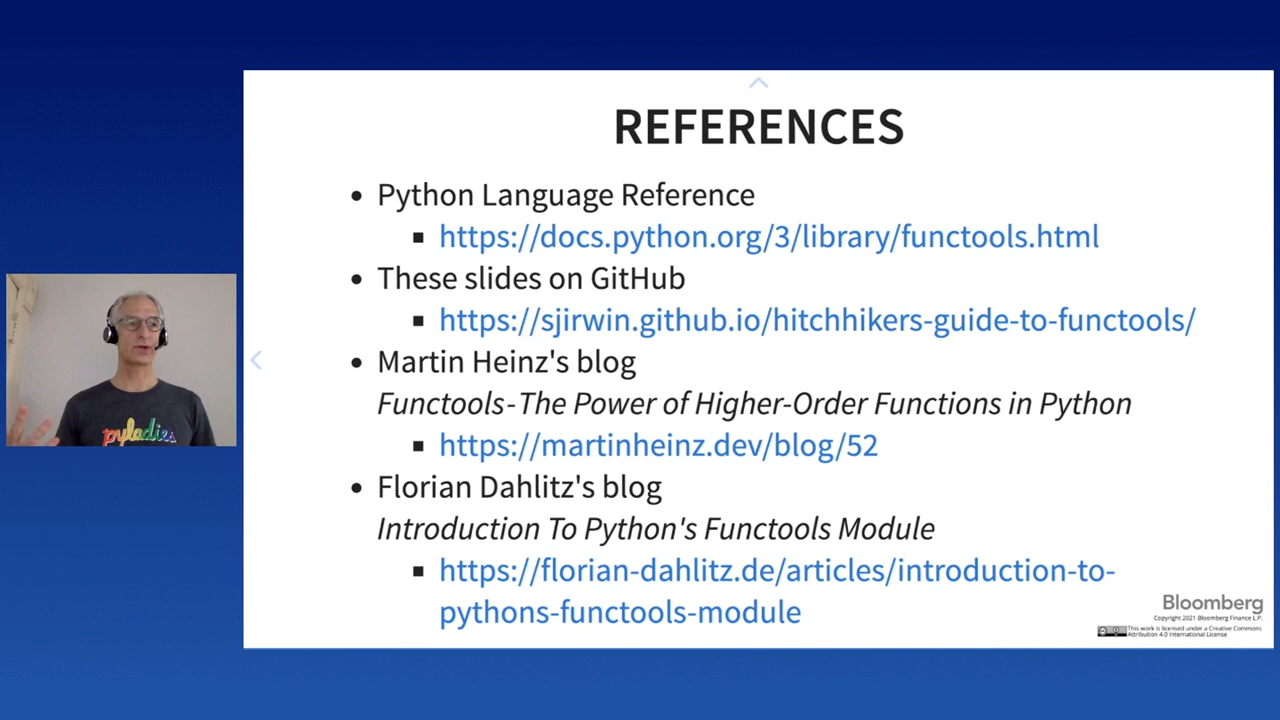 REFERENCES
Python Language Reference
https://docs.python.org/3/library/functools.html
These slides on GitHub
https://sjirwin.github.io/hitchhikers-guide-to-functools/
Martin Heinz's blog
Functools-The Power of Higher-Order Functions in Python
https://martinheinz.dev/blog/52
Florian Dahlitz's blog
Introduction To Python's Functools Module
https://florian-dahlitz.de/articles/introduction-to-
pythons-functools-module
pyladies
Bloomberg
Copyright 2021 Bloomberg Finance L.P.
This work is licensed under a Creative Commons
Attribution 4.0 International License